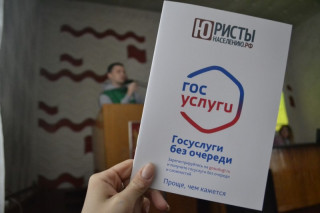 ЮРИСТЫ
НАСЕЛЕНИЮ.РФ
гос
услуги
Госуслуги
без очереди
Проще, чем кажется